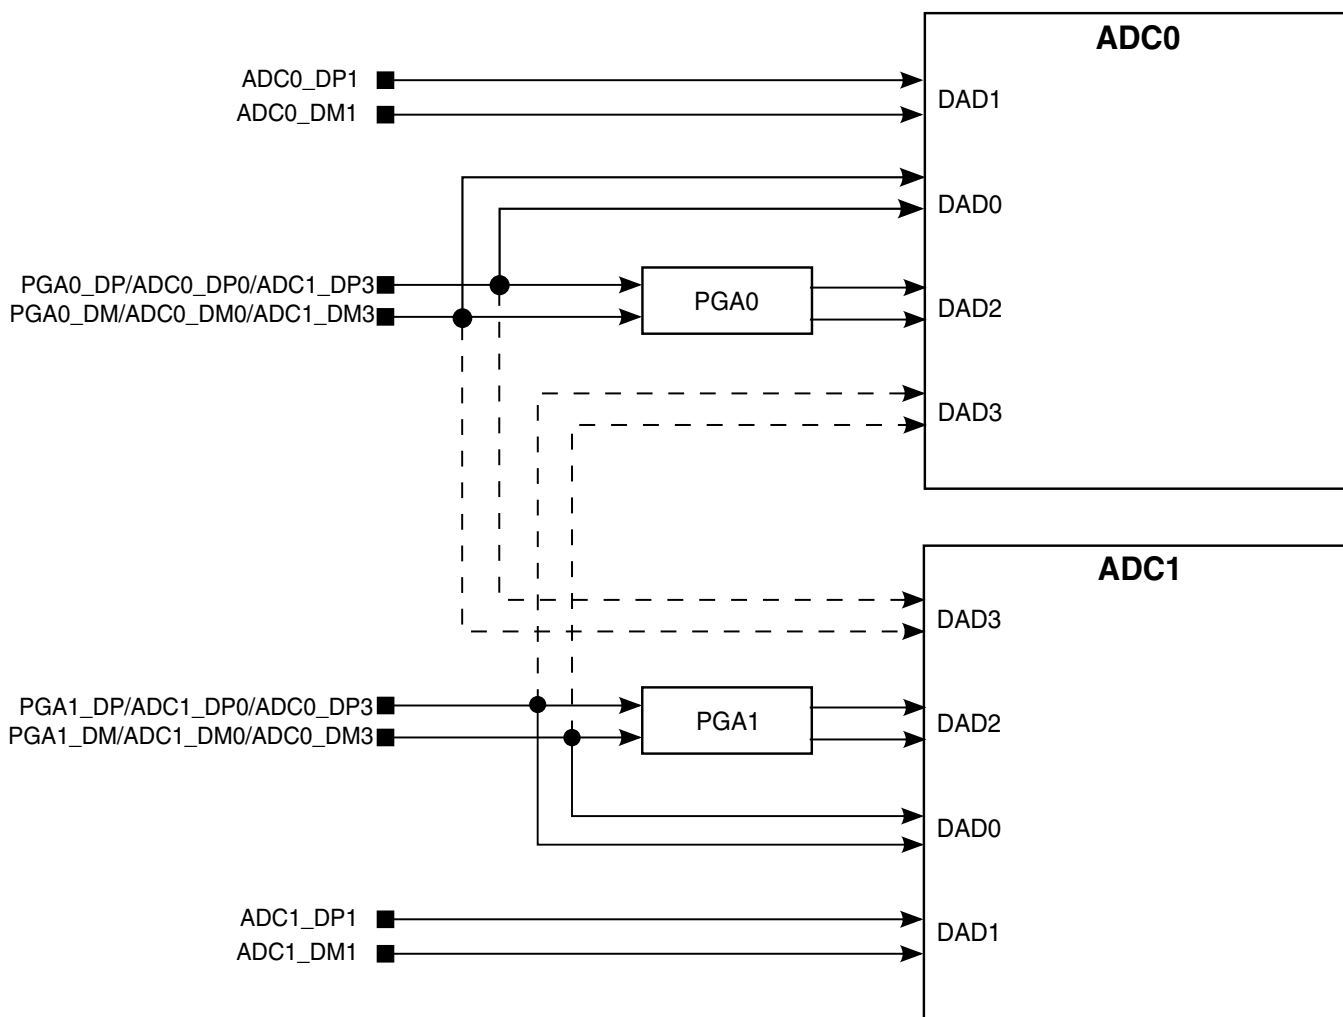 ADC0
ADC0_DP1
ADC0_DM1
DAD1
DAD0
PGA0_DP/ADC0_DP0/ADC1_DP3
PGA0_DM/ADC0_DM0/ADC1_DM3
PGA0
DAD2
DAD3
ADC1
DAD3
PGA1_DP/ADC1_DP0/ADC0_DP3
PGA1_DM/ADC1_DM0/ADC0_DM3
PGA1
DAD2
DAD0
ADC1_DP1
ADC1_DM1
DAD1